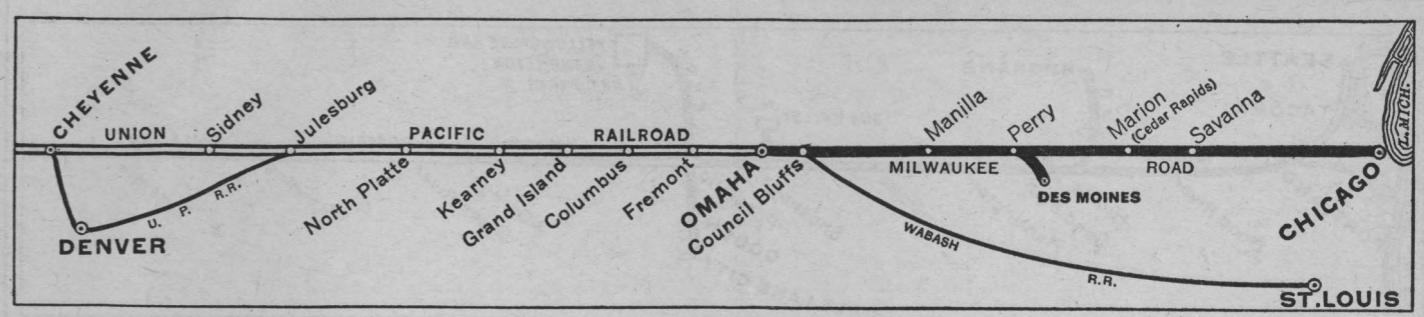 CHEYENNE
UNION
Sidney
Julesburg
PACIFIC
RAILROAD
Manilla
Perry
Marion
(Cedar Rapids)
Savanna
L. MICH.
DENVER
U. P. R.R.
North Platte
Kearney
Grand Island
Columbus
Fremont
OMAHA
Council Bluffs
MILWAUKEE
ROAD
DES MOINES
CHICAGO
WABASH
R.R.
ST. LOUIS